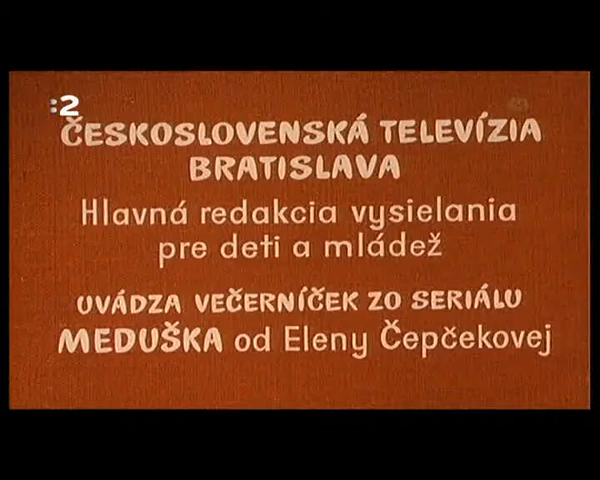 :2
ČESKOSLOVENSKÁ TELEVÍZIA
BRATISLAVA
Hlavná redakcia vysielania
pre deti a mládež
UVÁDZA VEČERNÍČEK ZO SERIÁLU
MEDUŠKA od Eleny Čepčekovej